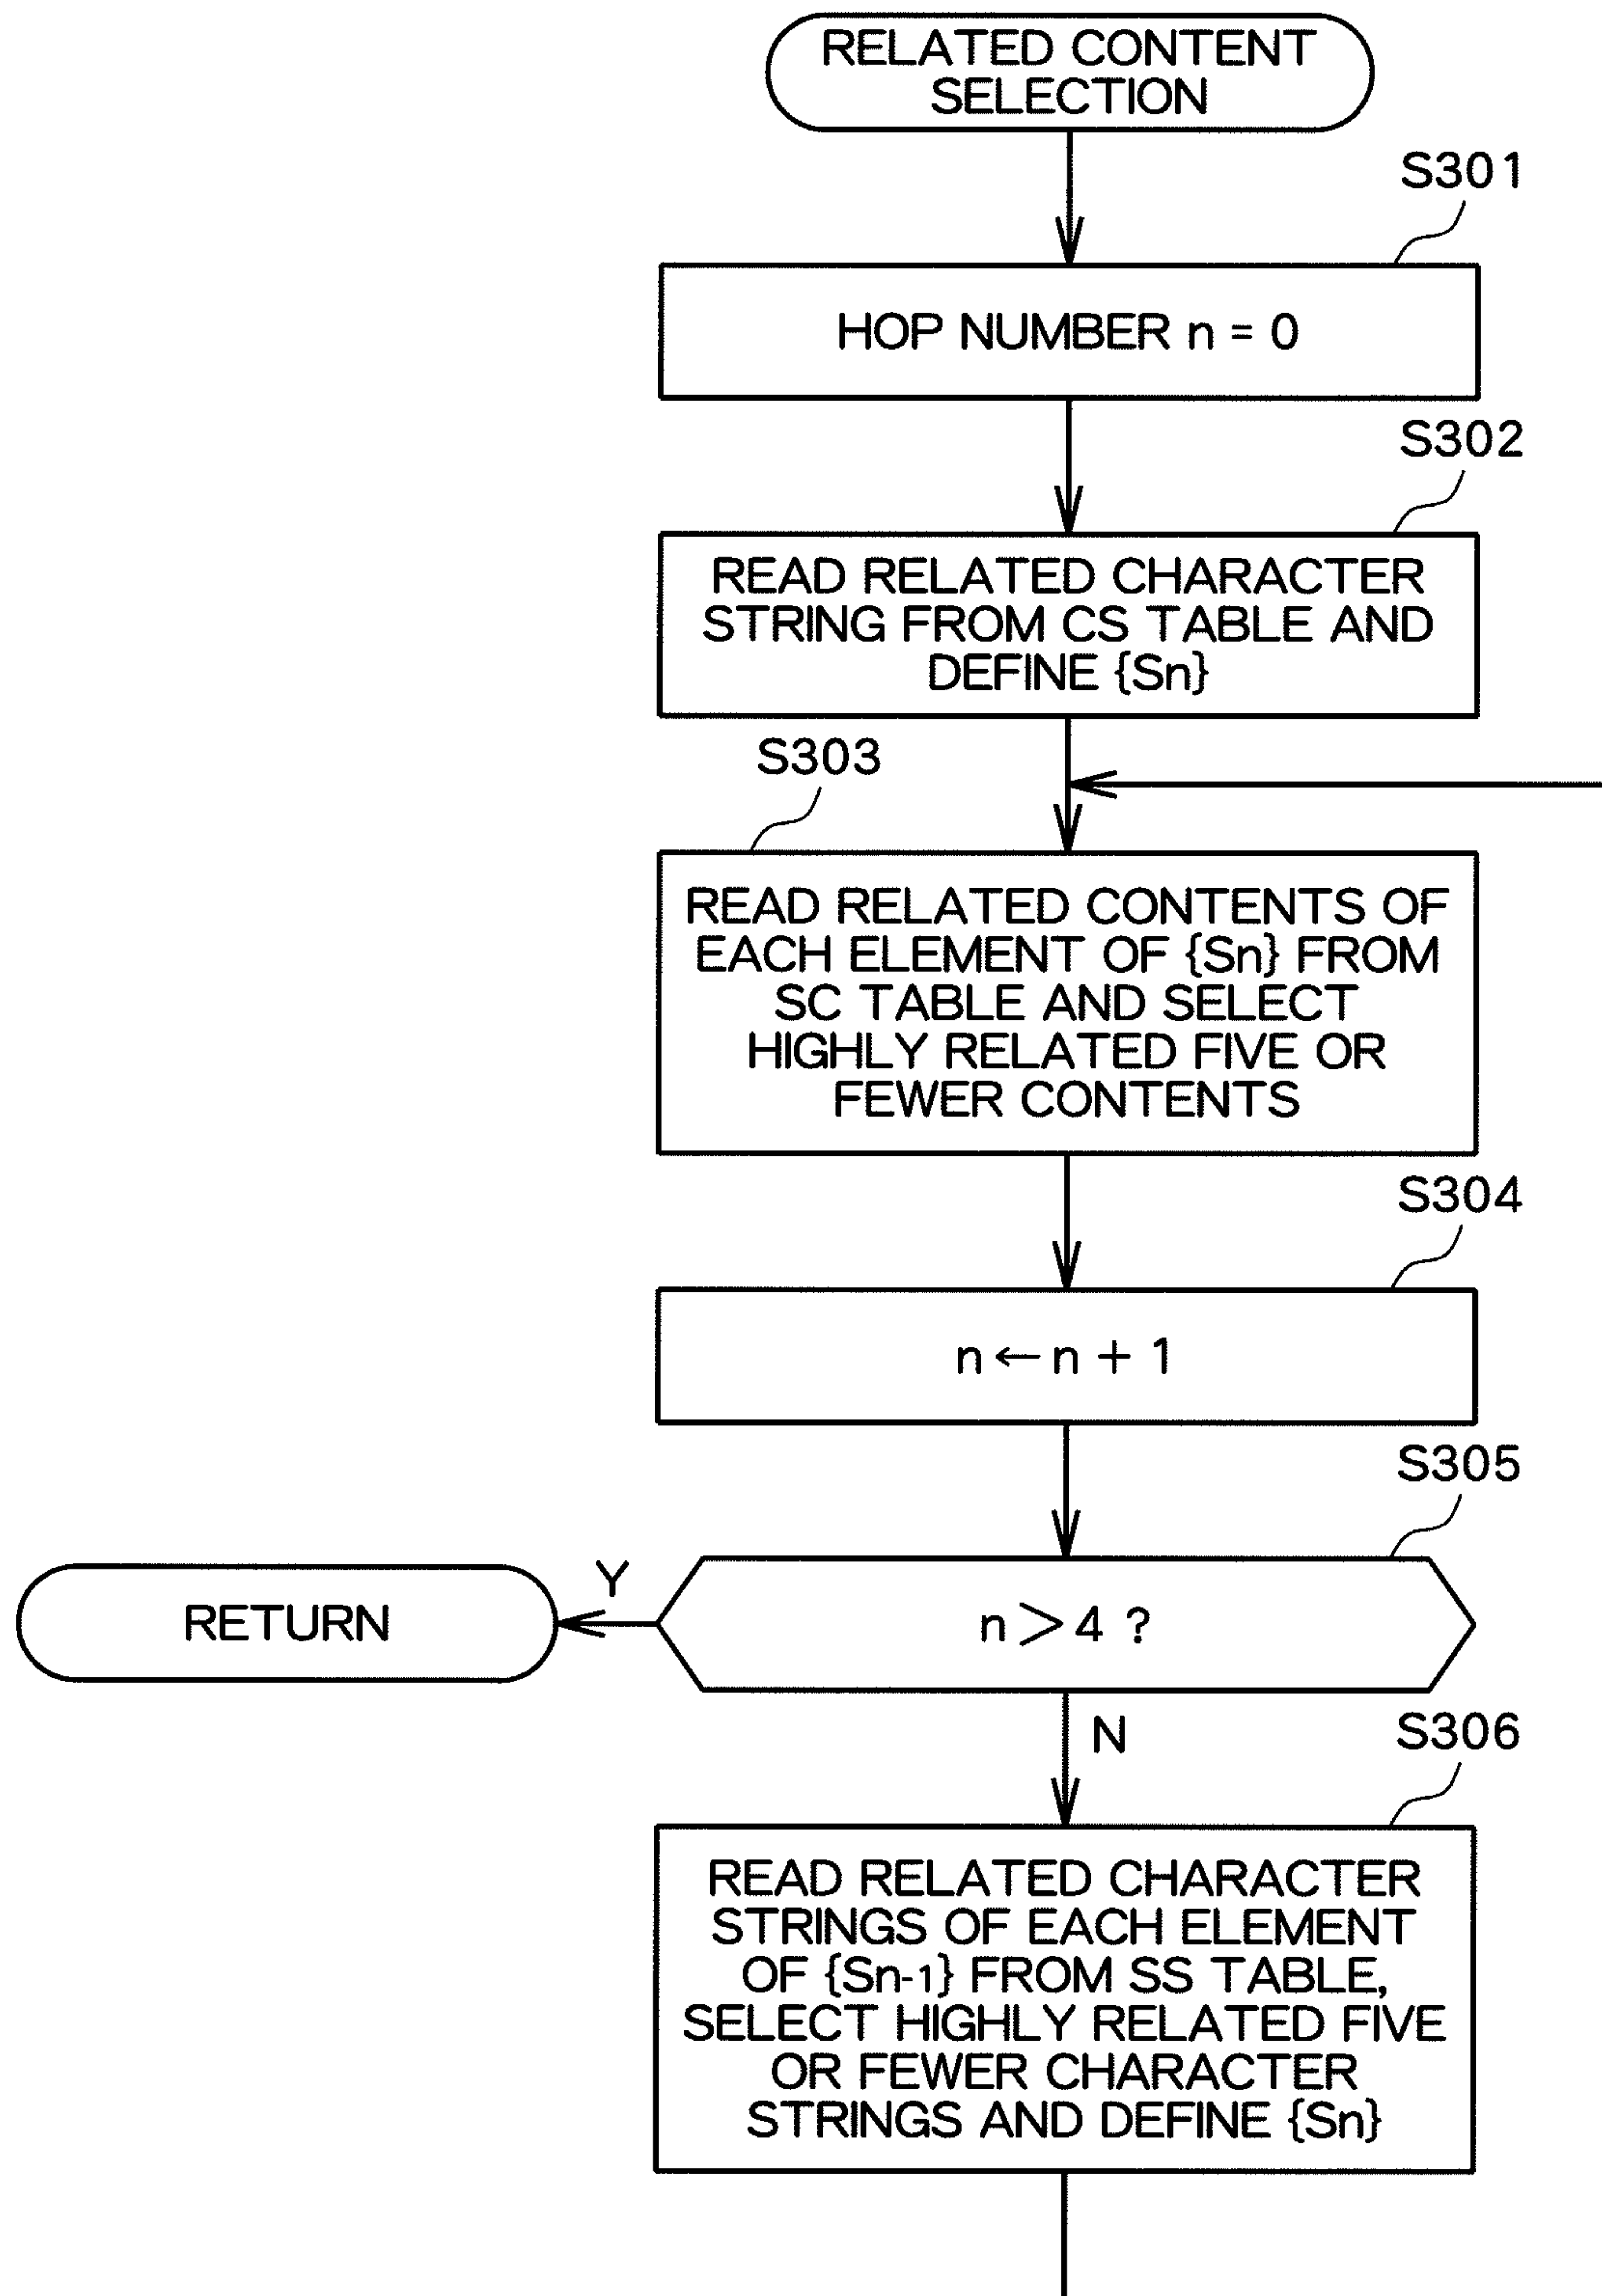 RELATED CONTENT
SELECTION
S301
HOP NUMBER n = 0
S302
READ RELATED CHARACTER
STRING FROM CS TABLE AND
DEFINE {Sn}
S303
READ RELATED CONTENTS OF
EACH ELEMENT OF {Sn} FROM
SC TABLE AND SELECT
HIGHLY RELATED FIVE OR
FEWER CONTENTS
S304
n ← n + 1
S305
n > 4 ?
Y
RETURN
N
S306
READ RELATED CHARACTER
STRINGS OF EACH ELEMENT
OF {Sn-1} FROM SS TABLE,
SELECT HIGHLY RELATED FIVE
OR FEWER CHARACTER
STRINGS AND DEFINE {Sn}